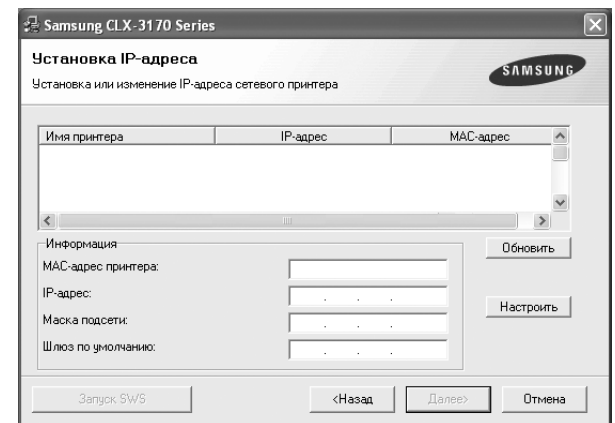 Samsung CLX-3170 Series
Установка IP-адреса
Установка или изменение IP-адреса сетевого принтера
SAMSUNG
Имя принтера IP-адрес MAC-адрес
Информация
Обновить
MAC-адрес принтера:
IP-адрес:
Настроить
Маска подсети:
Шлюз по умолчанию:
Запуск SWS <Назад Далее> Отмена